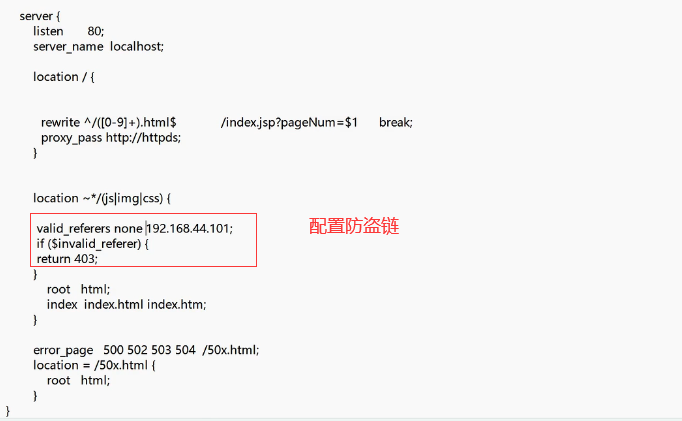 server {
listen 80;
server_name localhost;
location / {
rewrite ^/([0-9]+).html$ /index.jsp?pageNum=$1 break;
proxy_pass http://httpds;
}
location ~*/(js|img|css) {
valid_referers none 192.168.44.101;
if ($invalid_referer) {
return 403;
}
root html;
index index.html index.htm;
}
error_page 500 502 503 504 /50x.html;
location = /50x.html {
root html;
}
}
配置防盗链